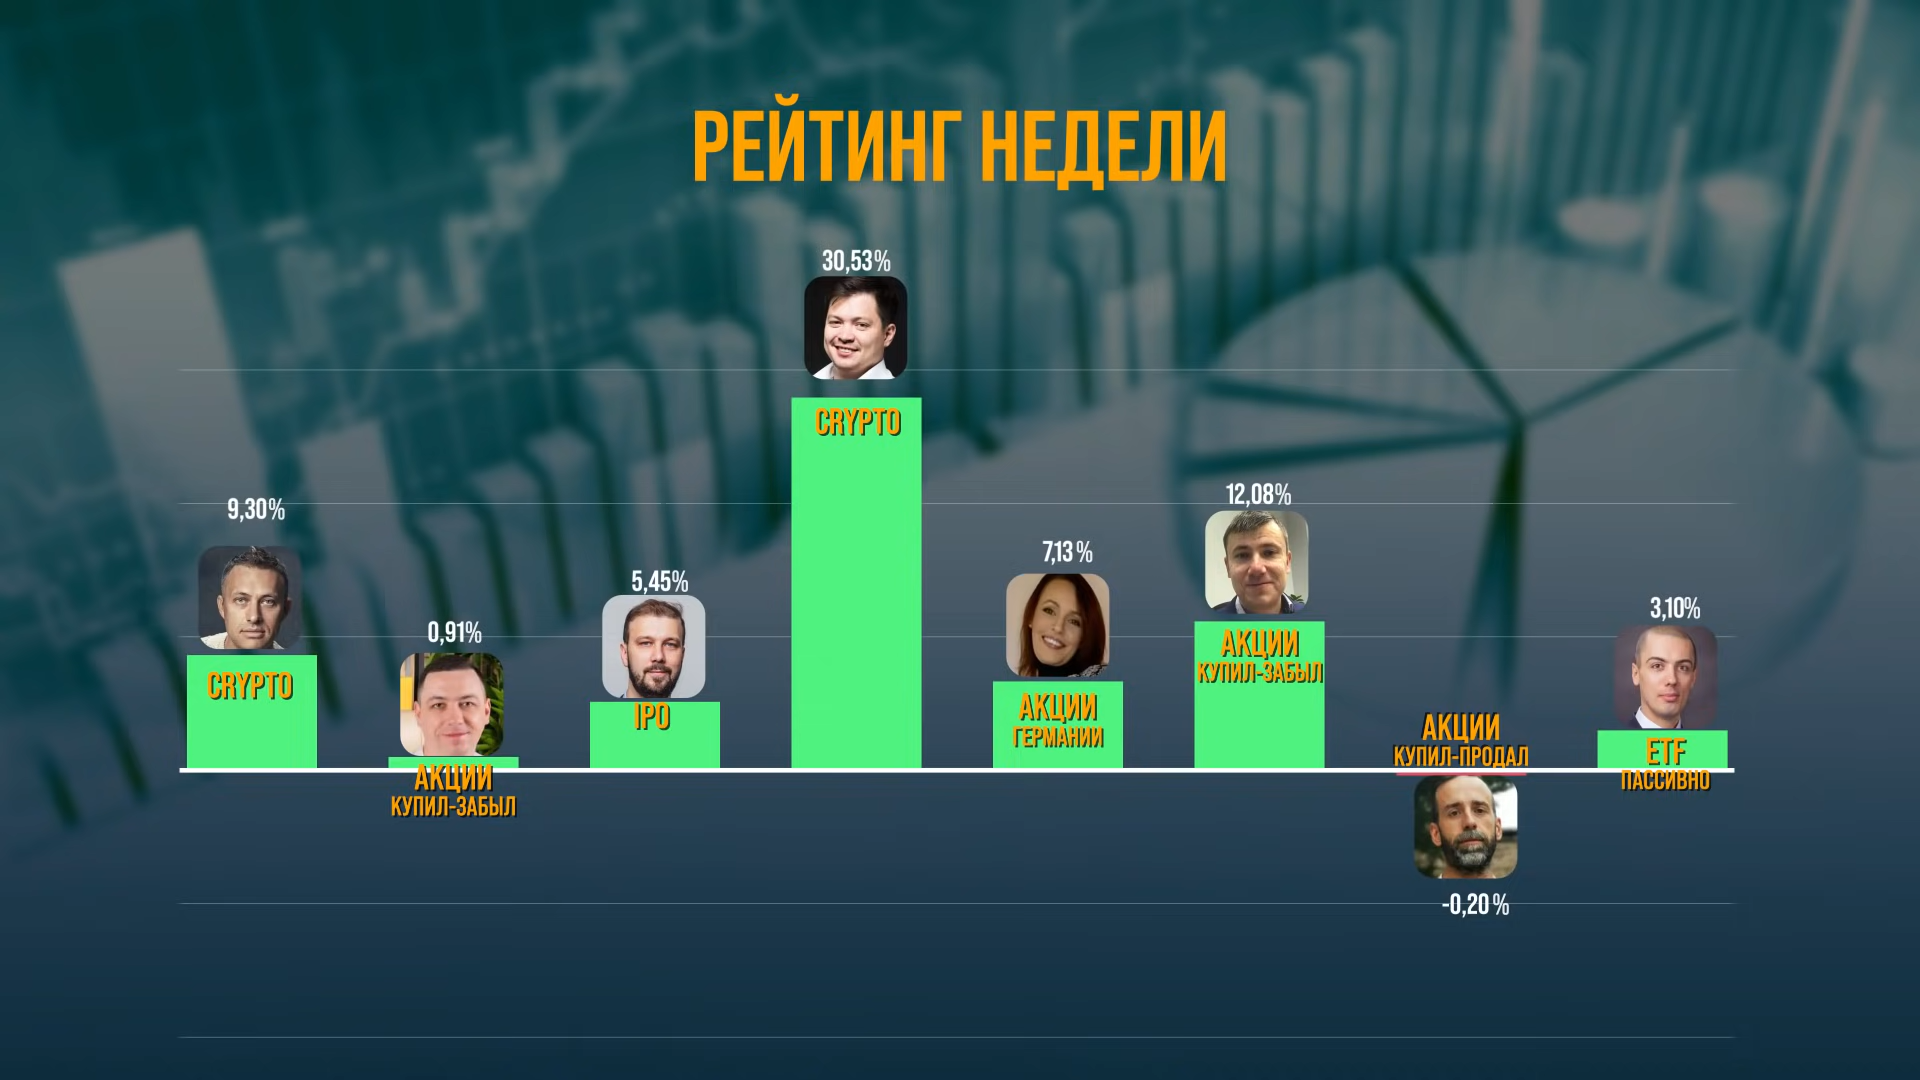 РЕЙТИНГ НЕДЕЛИ
9,30%
CRYPTO
0,91%
АКЦИИ
КУПИЛ-ЗАБЫЛ
5,45%
IPO
30,53%
CRYPTO
7,13%
АКЦИИ
ГЕРМАНИИ
12,08%
АКЦИИ
КУПИЛ-ЗАБЫЛ
АКЦИИ
КУПИЛ-ПРОДАЛ
-0,20%
3,10%
ETF
ПАССИВНО